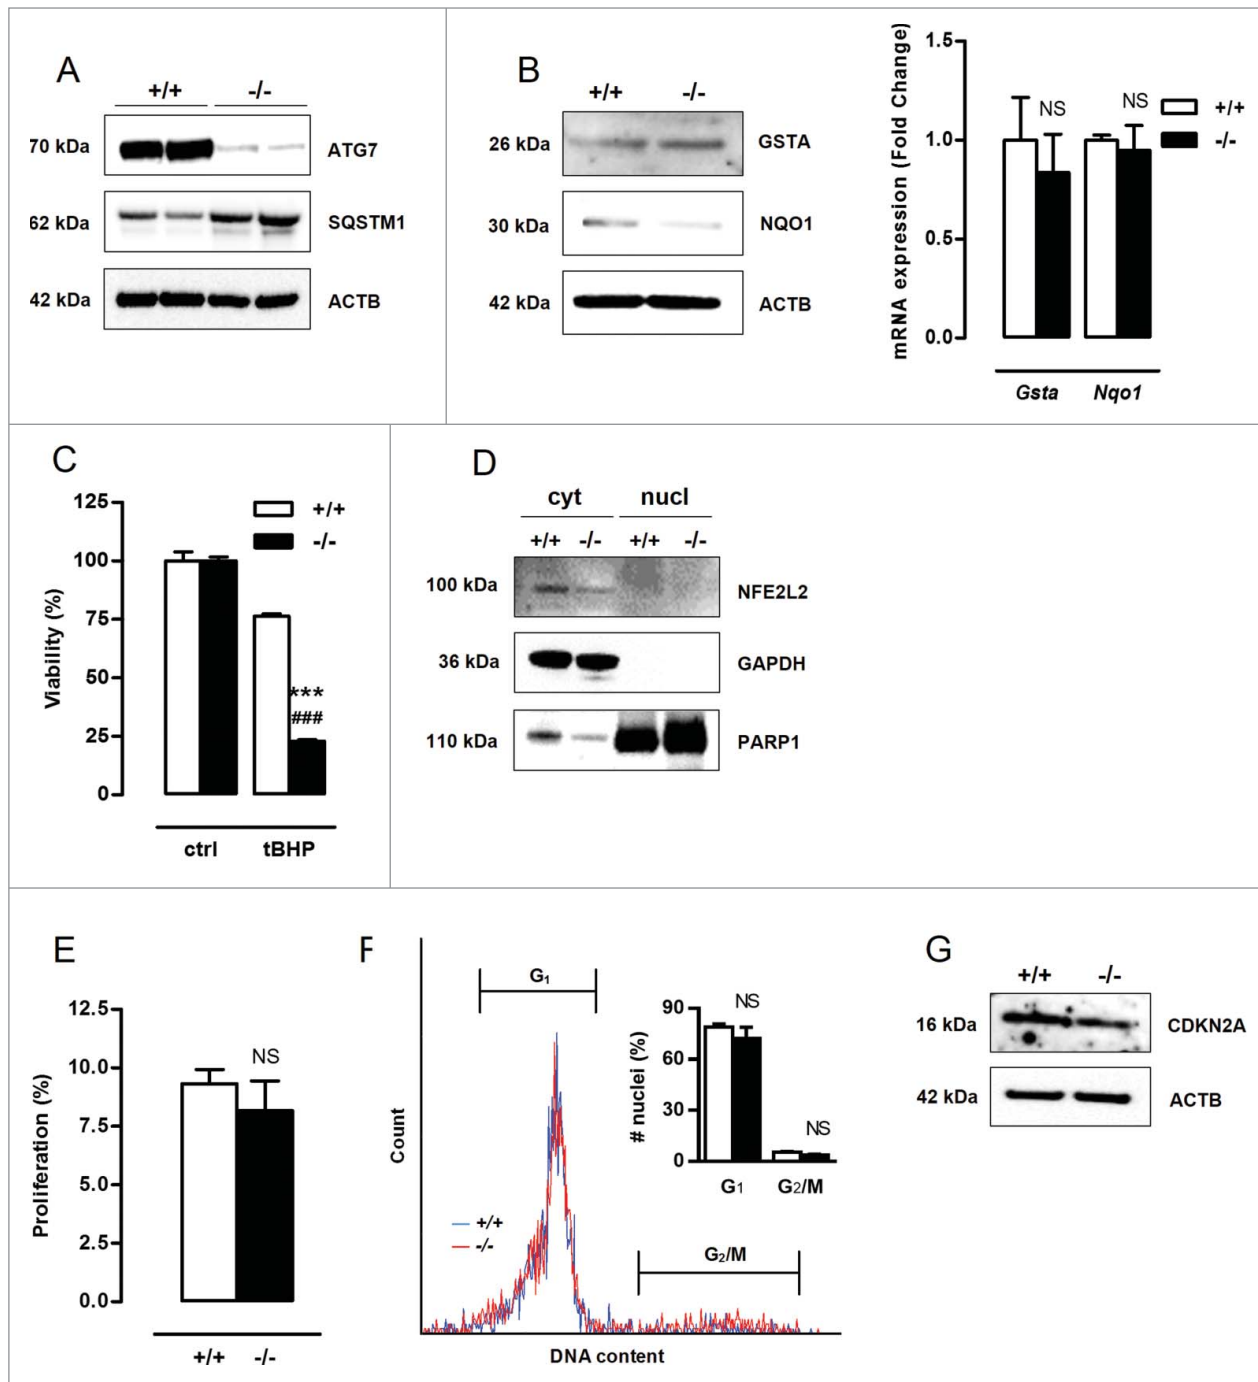 A
+/+ -/-
70 kDa ATG7
62 kDa SQSTM1
42 kDa ACTB
B
+/+ -/-
26 kDa GSTA
30 kDa NQO1
42 kDa ACTB
mRNA expression (Fold Change)
1.5
1.0
0.5
0.0
NS NS
+/+
-/-
Gsta Nqo1
C
Viability (%)
125
100
75
50
25
0
+/+
-/-
***
###
ctrl tBHP
D
cyt nucl
+/+ -/- +/+ -/-
100 kDa NFE2L2
36 kDa GAPDH
110 kDa PARP1
E
Proliferation (%)
12.5
10.0
7.5
5.0
2.5
0.0
NS
+/+ -/-
F
Count
G1
+/+
-/-
G2/M
DNA content
# nuclei (%)
90
60
30
0
NS
NS
G1 G2/M
G
+/+ -/-
16 kDa CDKN2A
42 kDa ACTB